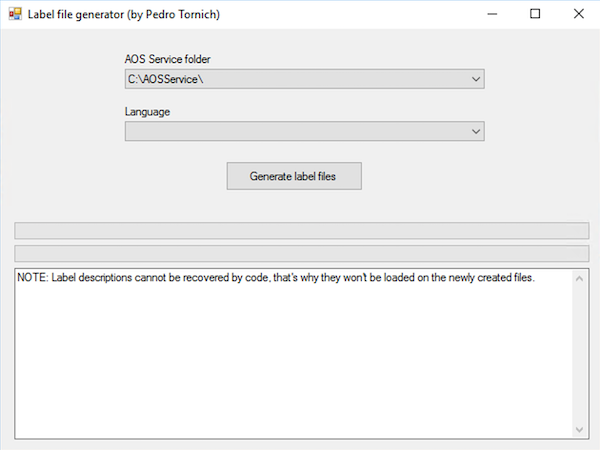 Label file generator (by Pedro Tornich)
AOS Service folder
C:\AOSService\
Language
Generate label files
NOTE: Label descriptions cannot be recovered by code, that's why they won't be loaded on the newly created files.